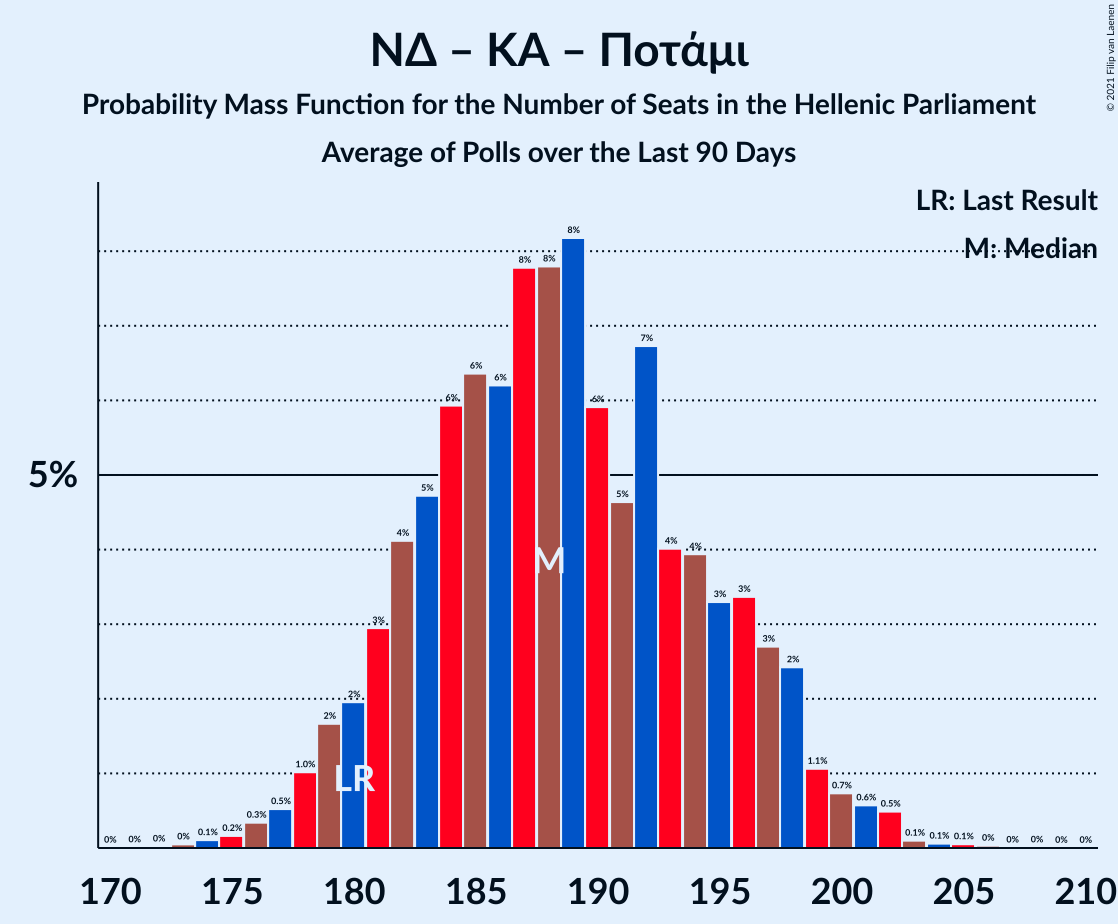 ΝΔ – ΚΑ – Ποτάμι
Probability Mass Function for the Number of Seats in the Hellenic Parliament
Average of Polls over the Last 90 Days
© 2021 Filip van Laenen
LR: Last Result
M: Median
5%
0% 0% 0% 0% 0.1% 0.2% 0.3% 0.5% 1.0% 2% 2% 3% 4% 5% 6% 6% 6% 8% 8% 8% 6% 5% 7% 4% 4% 3% 3% 3% 2% 1.1% 0.7% 0.6% 0.5% 0.1% 0.1% 0.1% 0% 0% 0% 0% 0%
M
LR
170 175 180 185 190 195 200 205 210